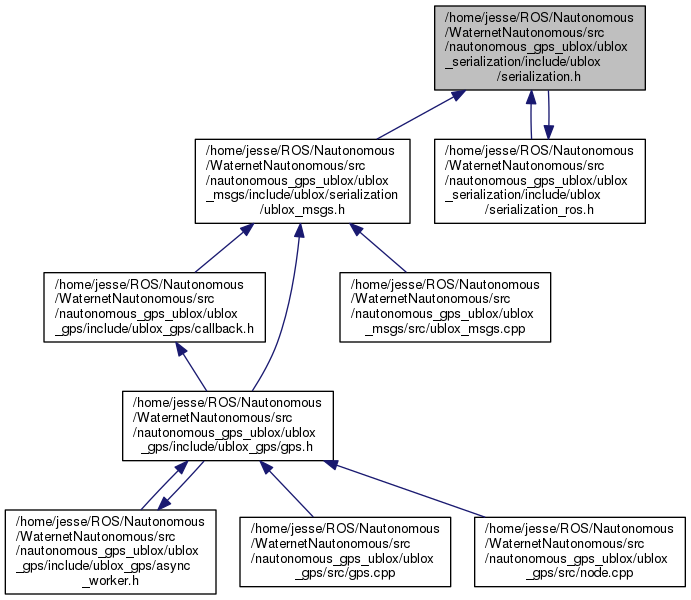 /home/jesse/ROS/Nautonomous
/WaternetNautonomous/src
/nautonomous_gps_ublox/ublox
_serialization/include/ublox
/serialization.h
/home/jesse/ROS/Nautonomous
/WaternetNautonomous/src
/nautonomous_gps_ublox/ublox
_msgs/include/ublox/serialization
/ublox_msgs.h
/home/jesse/ROS/Nautonomous
/WaternetNautonomous/src
/nautonomous_gps_ublox/ublox
_serialization/include/ublox
/serialization_ros.h
/home/jesse/ROS/Nautonomous
/WaternetNautonomous/src
/nautonomous_gps_ublox/ublox
_gps/include/ublox_gps/callback.h
/home/jesse/ROS/Nautonomous
/WaternetNautonomous/src
/nautonomous_gps_ublox/ublox
_msgs/src/ublox_msgs.cpp
/home/jesse/ROS/Nautonomous
/WaternetNautonomous/src
/nautonomous_gps_ublox/ublox
_gps/include/ublox_gps/gps.h
/home/jesse/ROS/Nautonomous
/WaternetNautonomous/src
/nautonomous_gps_ublox/ublox
_gps/include/ublox_gps/async
_worker.h
/home/jesse/ROS/Nautonomous
/WaternetNautonomous/src
/nautonomous_gps_ublox/ublox
_gps/src/gps.cpp
/home/jesse/ROS/Nautonomous
/WaternetNautonomous/src
/nautonomous_gps_ublox/ublox
_gps/src/node.cpp